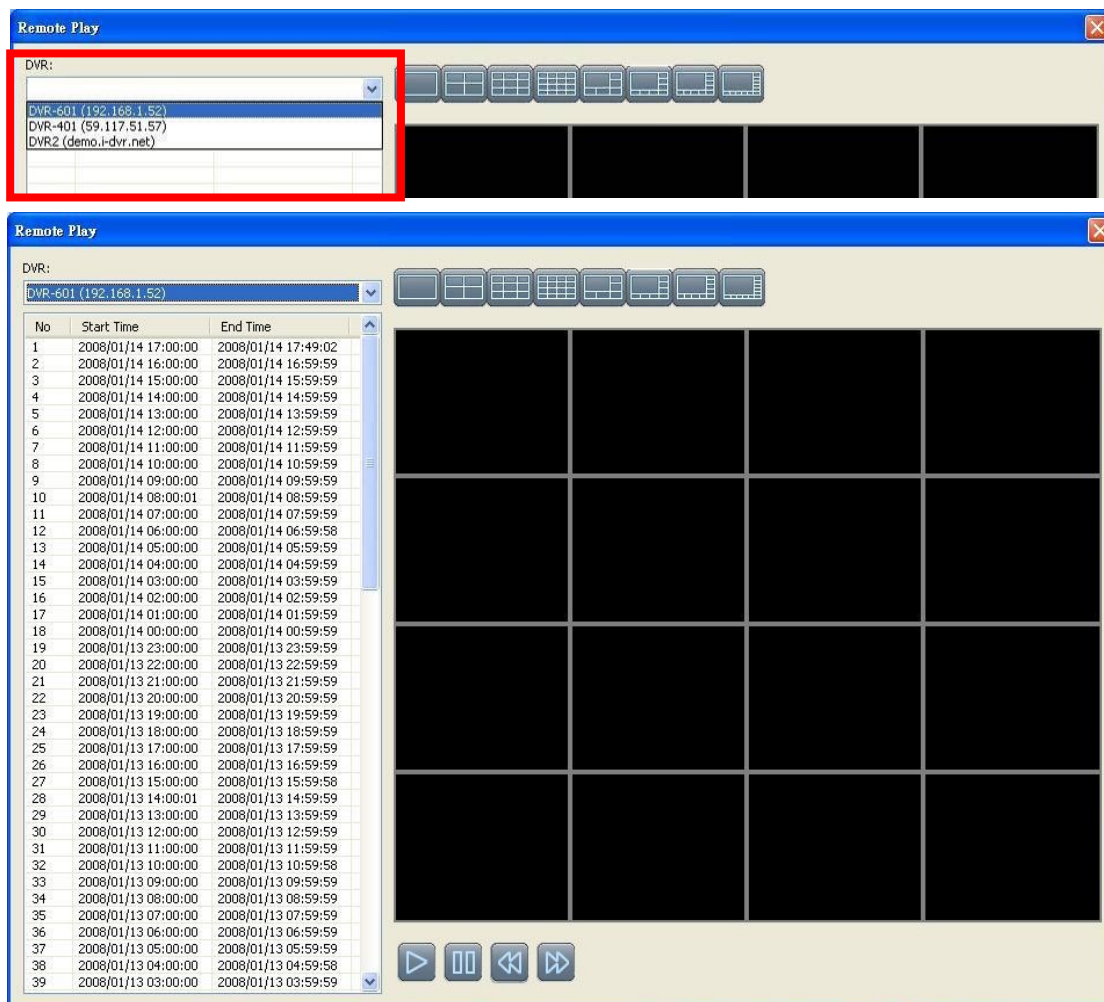 Remote Play
DVR:
DVR-601 (192.168.1.52)
DVR-401 (59.117.51.57)
DVR2 (demo.i-dvr.net)
Remote Play
DVR:
DVR-601 (192.168.1.52)
No Start Time End Time
1 2008/01/14 17:00:00 2008/01/14 17:49:02
2 2008/01/14 16:00:00 2008/01/14 16:59:59
3 2008/01/14 15:00:00 2008/01/14 15:59:59
4 2008/01/14 14:00:00 2008/01/14 14:59:59
5 2008/01/14 13:00:00 2008/01/14 13:59:59
6 2008/01/14 12:00:00 2008/01/14 12:59:59
7 2008/01/14 11:00:00 2008/01/14 11:59:59
8 2008/01/14 10:00:00 2008/01/14 10:59:59
9 2008/01/14 09:00:00 2008/01/14 09:59:59
10 2008/01/14 08:00:01 2008/01/14 08:59:59
11 2008/01/14 07:00:00 2008/01/14 07:59:59
12 2008/01/14 06:00:00 2008/01/14 06:59:58
13 2008/01/14 05:00:00 2008/01/14 05:59:59
14 2008/01/14 04:00:00 2008/01/14 04:59:59
15 2008/01/14 03:00:00 2008/01/14 03:59:59
16 2008/01/14 02:00:00 2008/01/14 02:59:59
17 2008/01/14 01:00:00 2008/01/14 01:59:59
18 2008/01/14 00:00:00 2008/01/14 00:59:59
19 2008/01/13 23:00:00 2008/01/13 23:59:59
20 2008/01/13 22:00:00 2008/01/13 22:59:59
21 2008/01/13 21:00:00 2008/01/13 21:59:59
22 2008/01/13 20:00:00 2008/01/13 20:59:59
23 2008/01/13 19:00:00 2008/01/13 19:59:59
24 2008/01/13 18:00:00 2008/01/13 18:59:59
25 2008/01/13 17:00:00 2008/01/13 17:59:59
26 2008/01/13 16:00:00 2008/01/13 16:59:59
27 2008/01/13 15:00:00 2008/01/13 15:59:58
28 2008/01/13 14:00:01 2008/01/13 14:59:59
29 2008/01/13 13:00:00 2008/01/13 13:59:59
30 2008/01/13 12:00:00 2008/01/13 12:59:59
31 2008/01/13 11:00:00 2008/01/13 11:59:59
32 2008/01/13 10:00:00 2008/01/13 10:59:58
33 2008/01/13 09:00:00 2008/01/13 09:59:59
34 2008/01/13 08:00:00 2008/01/13 08:59:59
35 2008/01/13 07:00:00 2008/01/13 07:59:59
36 2008/01/13 06:00:00 2008/01/13 06:59:59
37 2008/01/13 05:00:00 2008/01/13 05:59:59
38 2008/01/13 04:00:00 2008/01/13 04:59:58
39 2008/01/13 03:00:00 2008/01/13 03:59:59